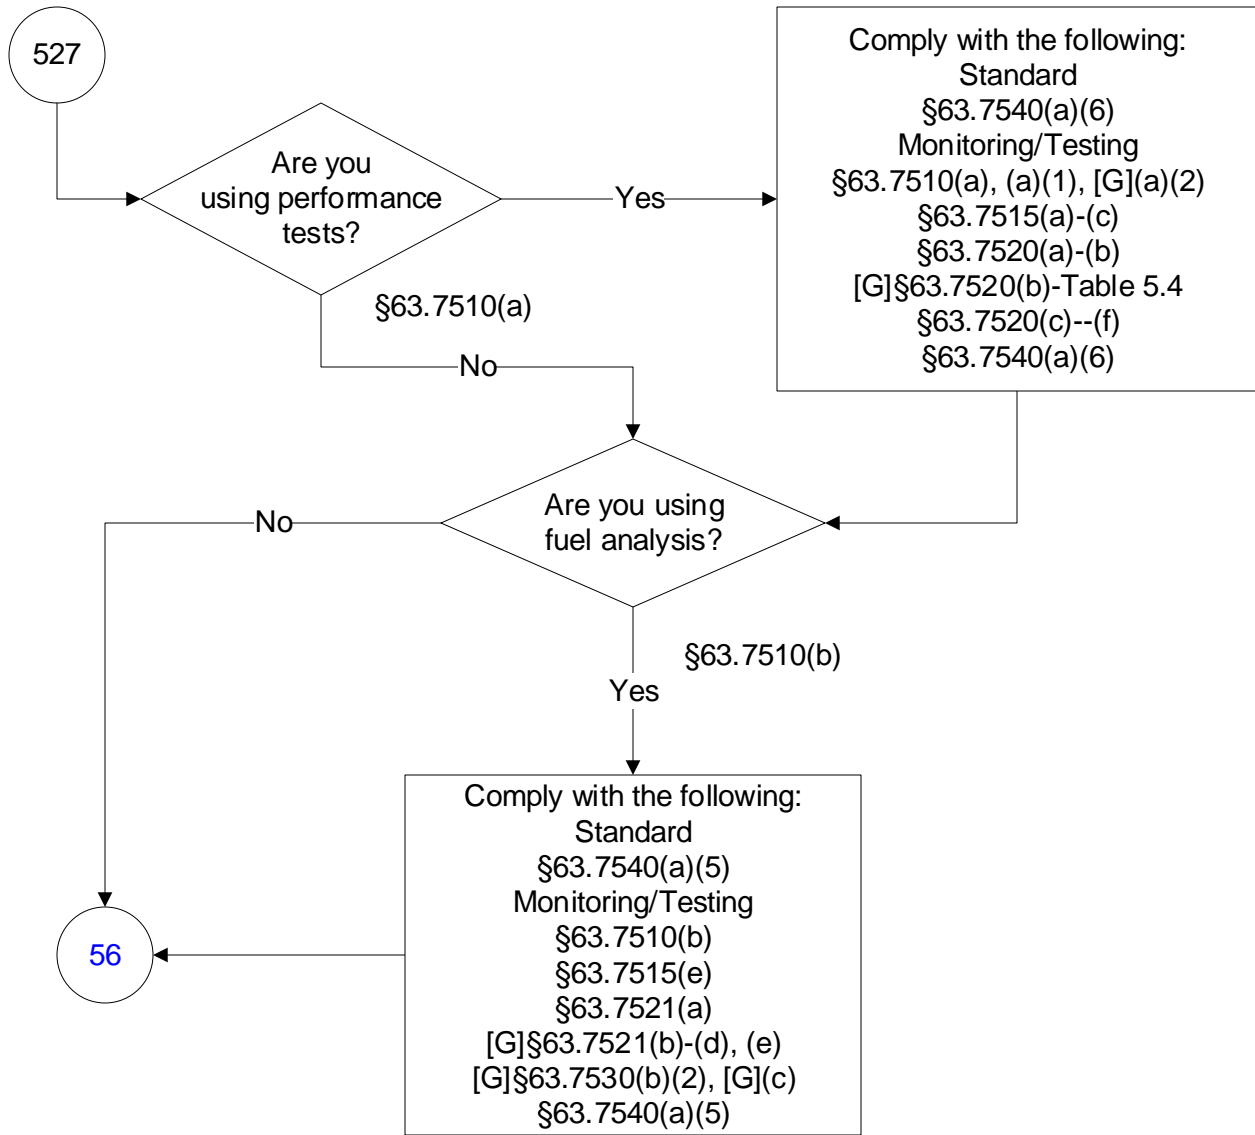 527
Are you
using performance
tests?
Yes
§63.7510(a)
No
Comply with the following:
Standard
§63.7540(a)(6)
Monitoring/Testing
§63.7510(a), (a)(1), [G](a)(2)
§63.7515(a)-(c)
§63.7520(a)-(b)
[G]§63.7520(b)-Table 5.4
§63.7520(c)--(f)
§63.7540(a)(6)
Are you using
fuel analysis?
No
§63.7510(b)
Yes
Comply with the following:
Standard
§63.7540(a)(5)
Monitoring/Testing
§63.7510(b)
§63.7515(e)
§63.7521(a)
[G]§63.7521(b)-(d), (e)
[G]§63.7530(b)(2), [G](c)
§63.7540(a)(5)
56